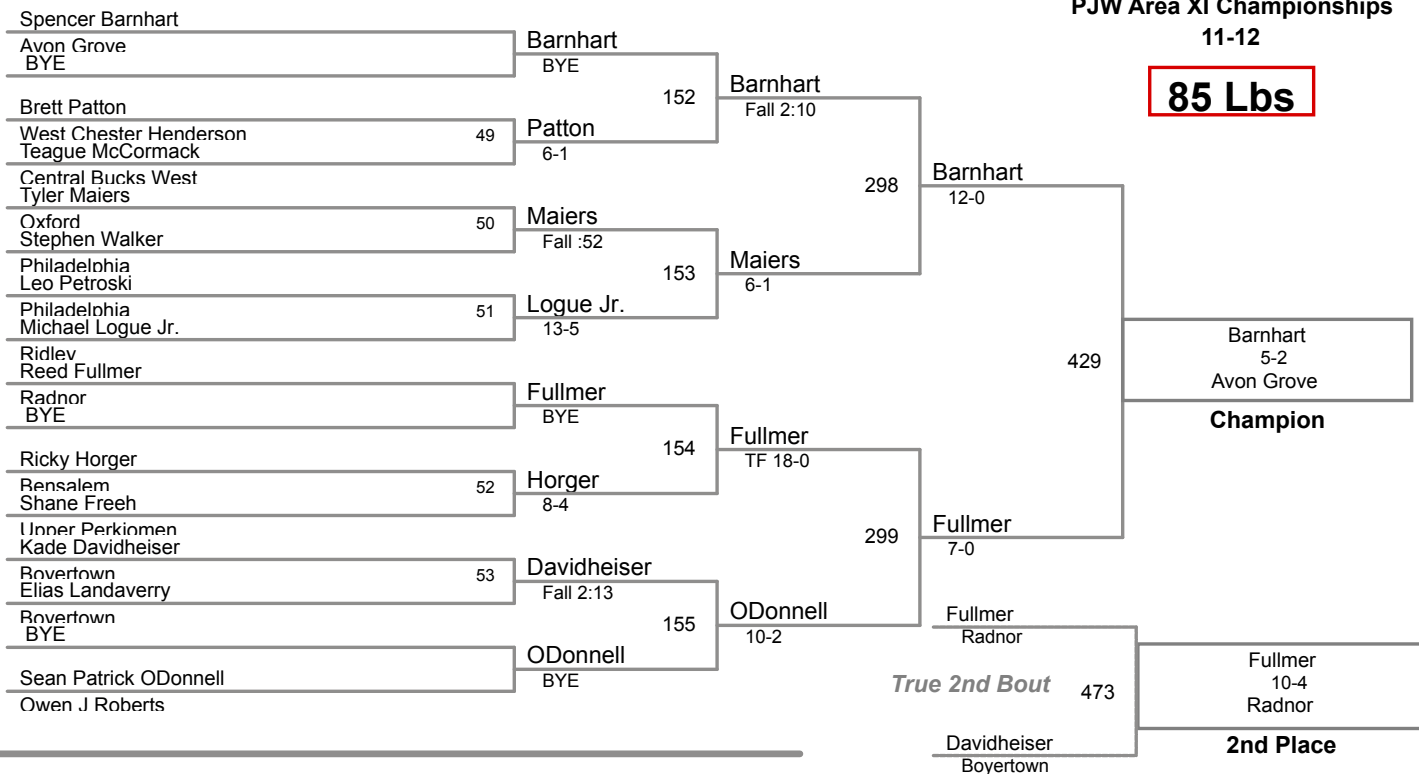 PJW Area XI Championships
11-12
85 Lbs
Spencer Barnhart
Avon Grove
BYE
Brett Patton
West Chester Henderson
49
Teague McCormack
Central Bucks West
Tyler Maiers
Oxford
50
Stephen Walker
Philadelphia
Leo Petroski
Philadelphia
51
Michael Logue Jr.
Ridley
Reed Fullmer
Radnor
BYE
Ricky Horger
Bensalem
52
Shane Freeh
Upper Perkiomen
Kade Davidheiser
Boyertown
53
Elias Landaverry
Boyertown
BYE
Sean Patrick ODonnell
Owen J Roberts
Barnhart
BYE
152
Patton
6-1
Maiers
Fall :52
153
Logue Jr.
13-5
Fullmer
BYE
154
Horger
8-4
Davidheiser
Fall 2:13
155
ODonnell
BYE
Barnhart
Fall 2:10
298
Maiers
6-1
Fullmer
TF 18-0
299
ODonnell
10-2
Barnhart
12-0
429
Fullmer
7-0
Barnhart
5-2
Avon Grove
Champion
Fullmer
Radnor
True 2nd Bout
473
Davidheiser
Boyertown
Fullmer
10-4
Radnor
2nd Place